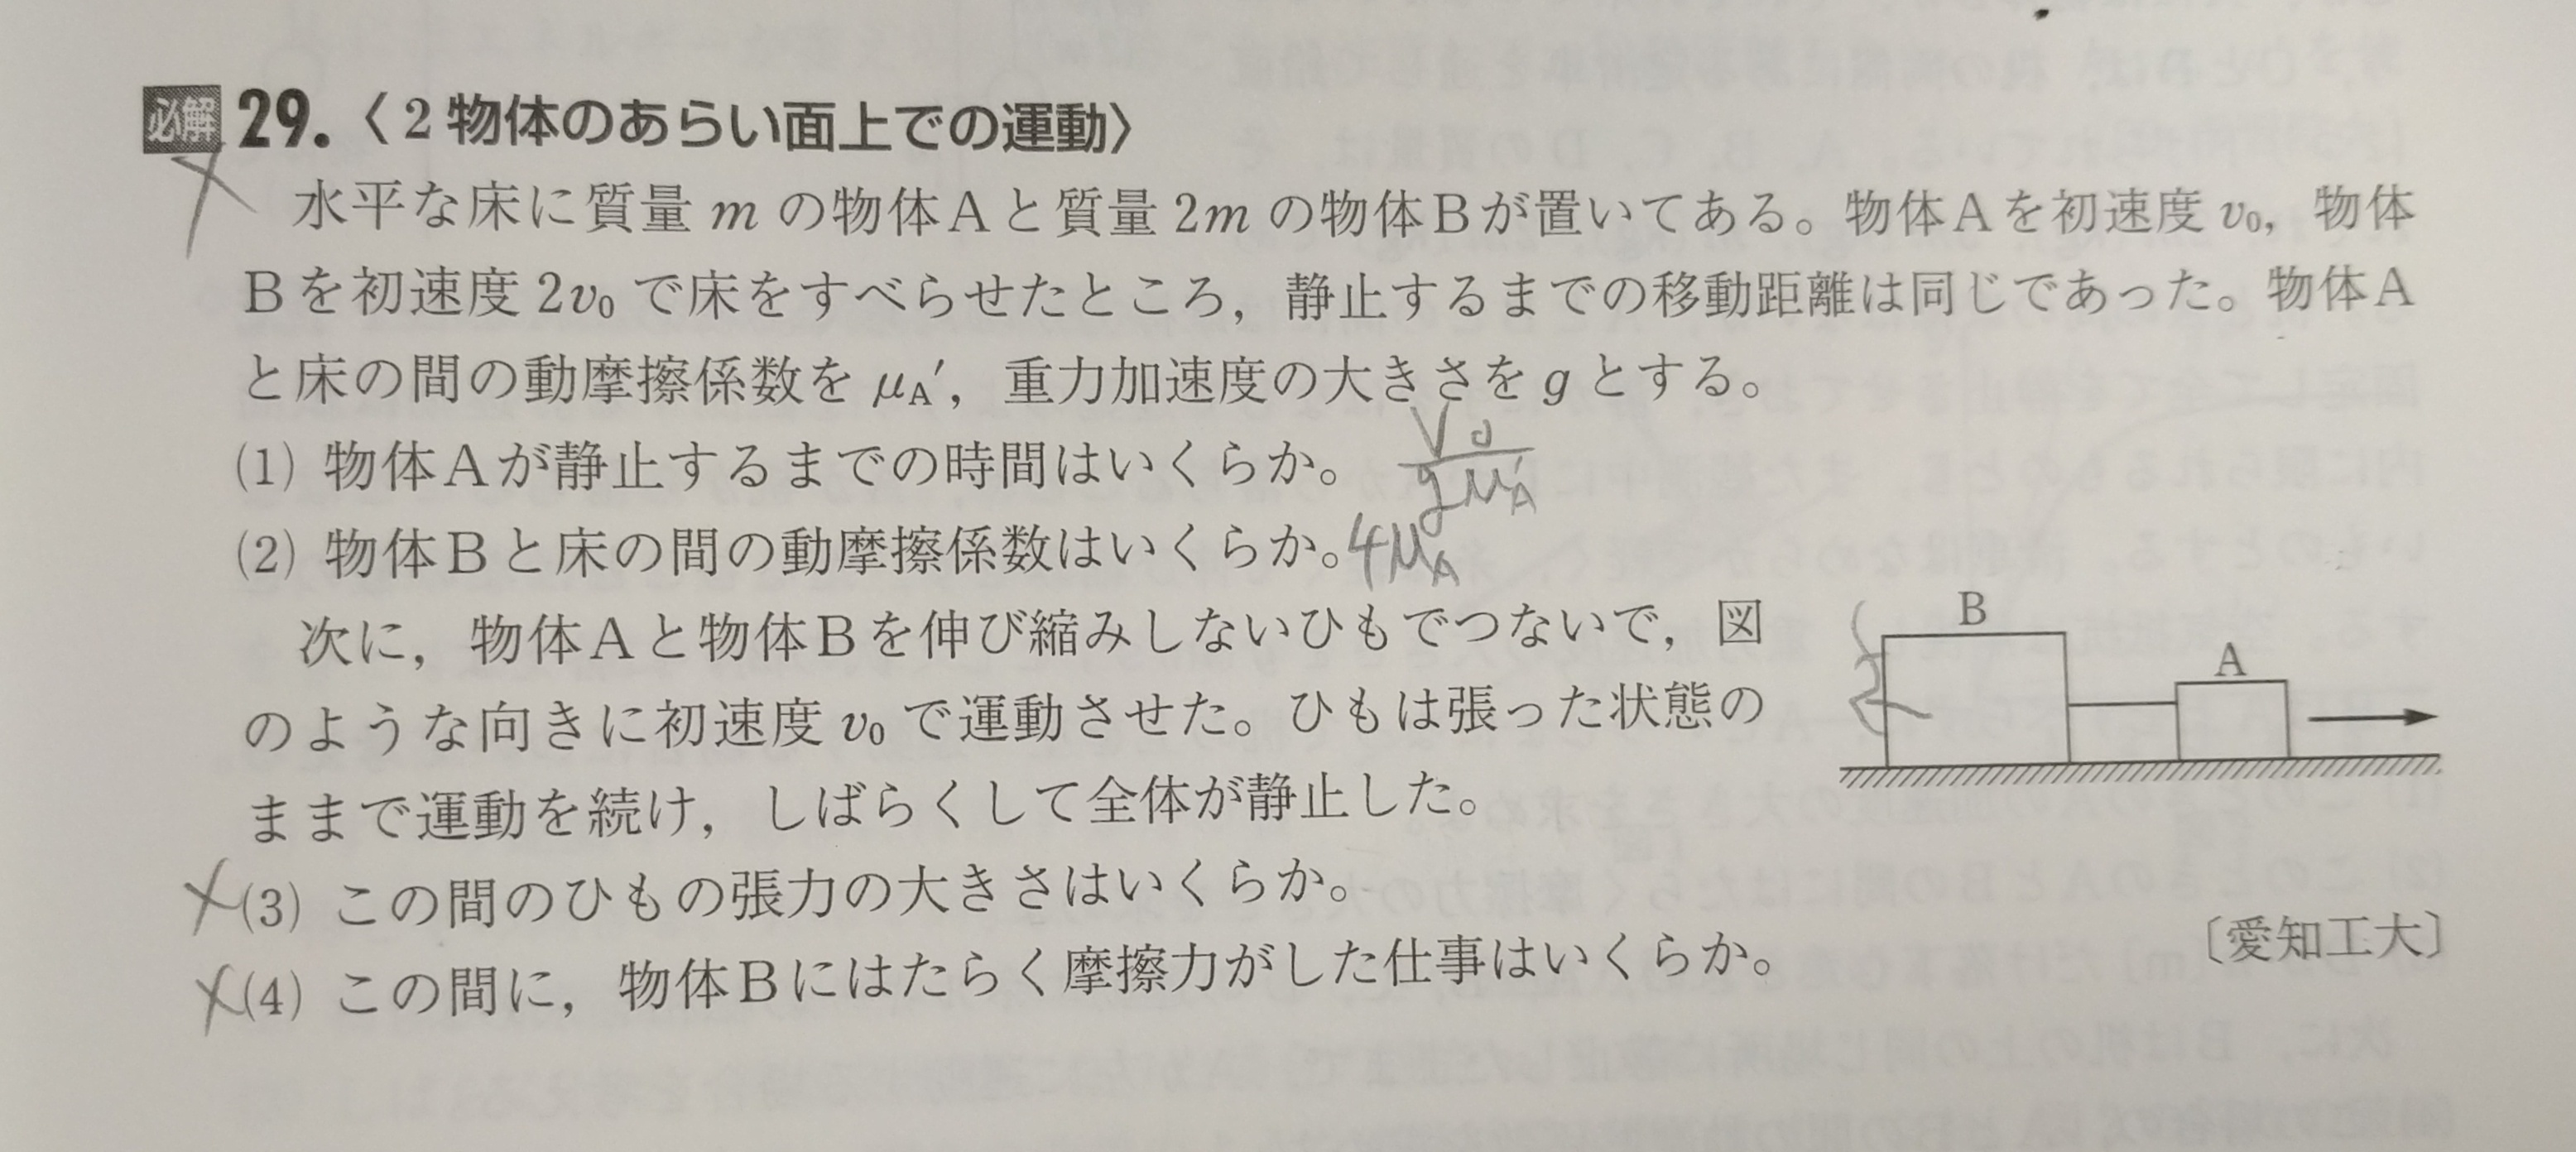 必解 29. 〈2物体のあらい面上での運動〉
水平な床に質量 m の物体Aと質量 2m の物体Bが置いてある。物体Aを初速度 v₀, 物体
Bを初速度 2v₀ で床をすべらせたところ, 静止するまでの移動距離は同じであった。物体A
と床の間の動摩擦係数を μA′, 重力加速度の大きさを g とする。
(1) 物体Aが静止するまでの時間はいくらか。 V₀/gμA′
(2) 物体Bと床の間の動摩擦係数はいくらか。 4μA
次に, 物体Aと物体Bを伸び縮みしないひもでつないで, 図
のような向きに初速度 v₀ で運動させた。ひもは張った状態の
ままで運動を続け, しばらくして全体が静止した。
B
A
(3) この間のひもの張力の大きさはいくらか。
(4) この間に, 物体Bにはたらく摩擦力がした仕事はいくらか。
〔愛知工大〕